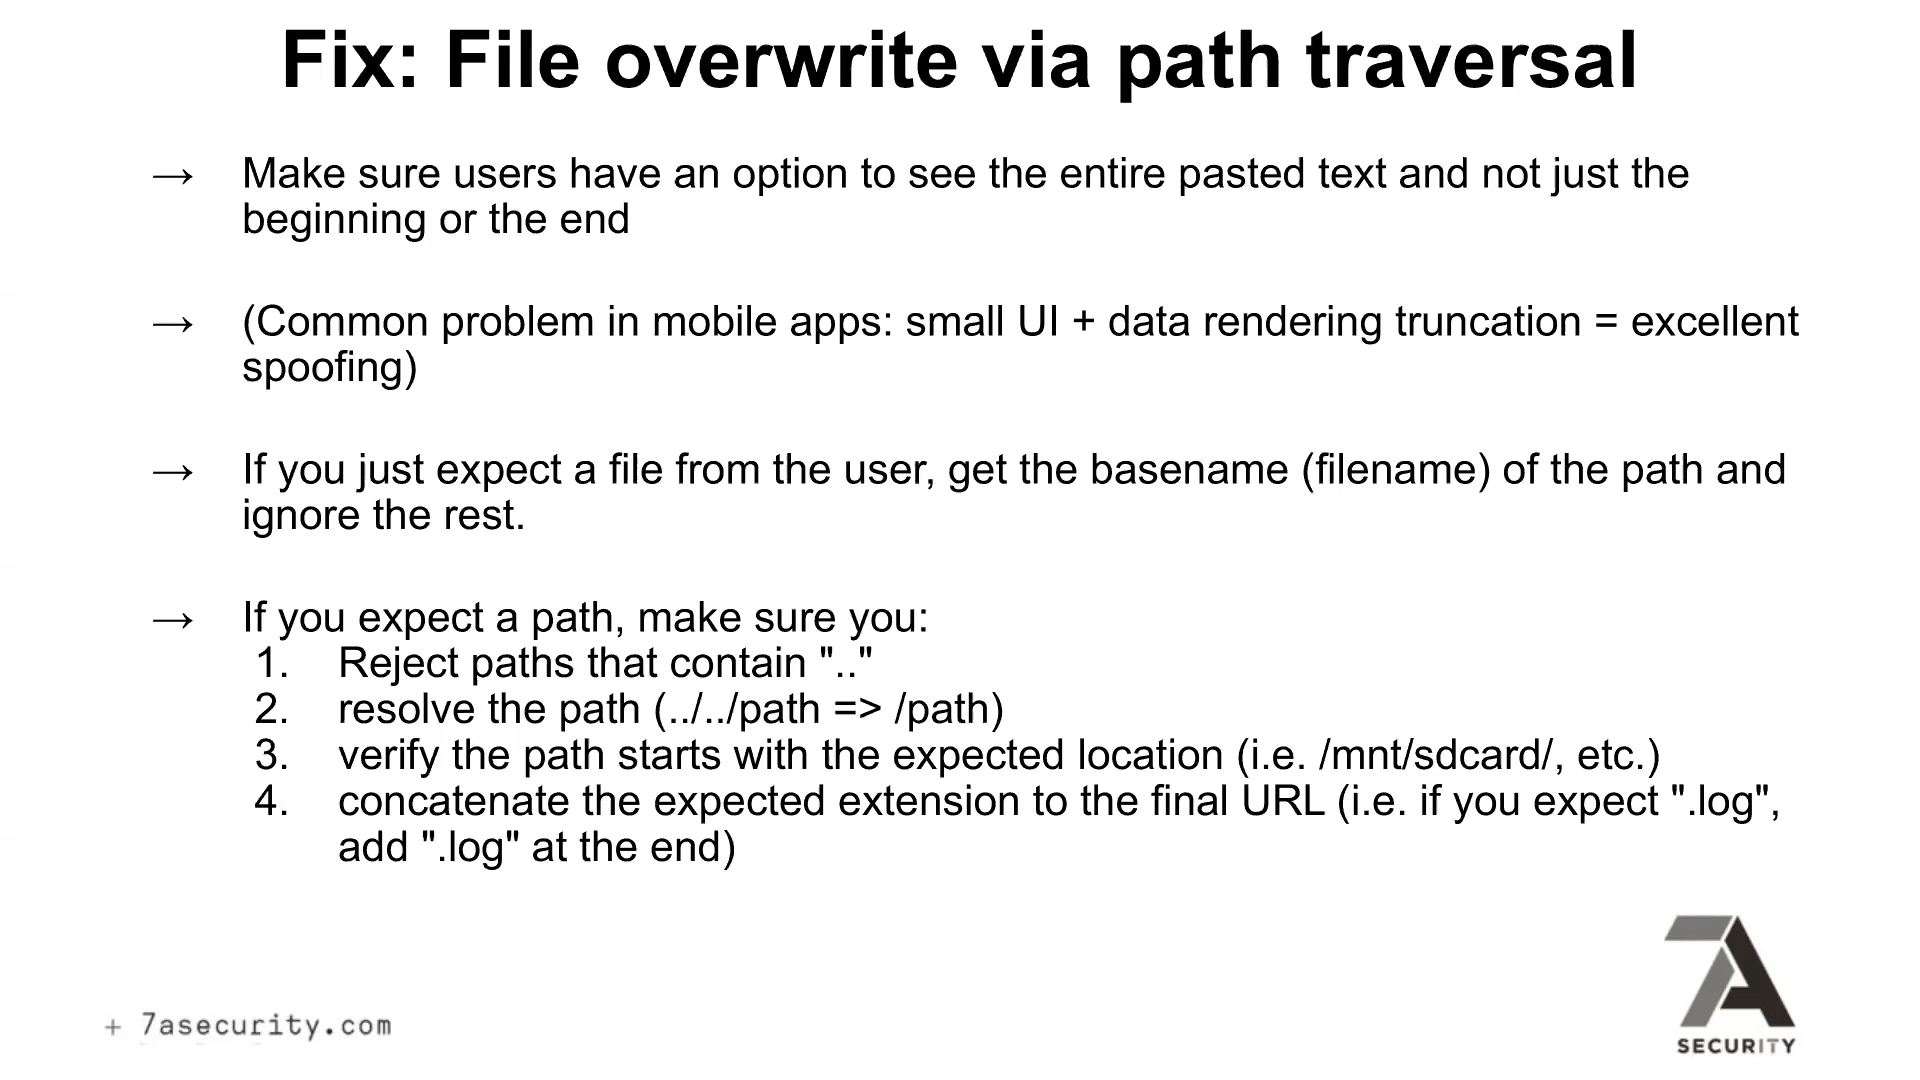 Fix: File overwrite via path traversal
→ Make sure users have an option to see the entire pasted text and not just the
beginning or the end
→ (Common problem in mobile apps: small UI + data rendering truncation = excellent
spoofing)
→ If you just expect a file from the user, get the basename (filename) of the path and
ignore the rest.
→ If you expect a path, make sure you:
1. Reject paths that contain ".."
2. resolve the path (../../path => /path)
3. verify the path starts with the expected location (i.e. /mnt/sdcard/, etc.)
4. concatenate the expected extension to the final URL (i.e. if you expect ".log",
add ".log" at the end)
+ 7asecurity.com
7A
SECURITY